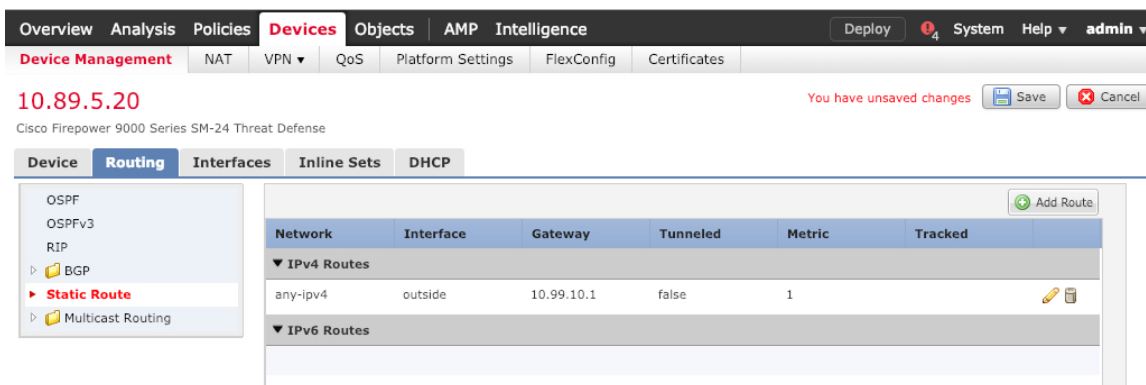 Overview Analysis Policies Devices Objects AMP Intelligence Deploy 4 System Help admin
Device Management NAT VPN QoS Platform Settings FlexConfig Certificates
10.89.5.20
You have unsaved changes Save Cancel
Cisco Firepower 9000 Series SM-24 Threat Defense
Device Routing Interfaces Inline Sets DHCP
OSPF
OSPFv3
RIP
BGP
Static Route
Multicast Routing
Add Route
Network Interface Gateway Tunneled Metric Tracked
IPv4 Routes
any-ipv4 outside 10.99.10.1 false 1
IPv6 Routes